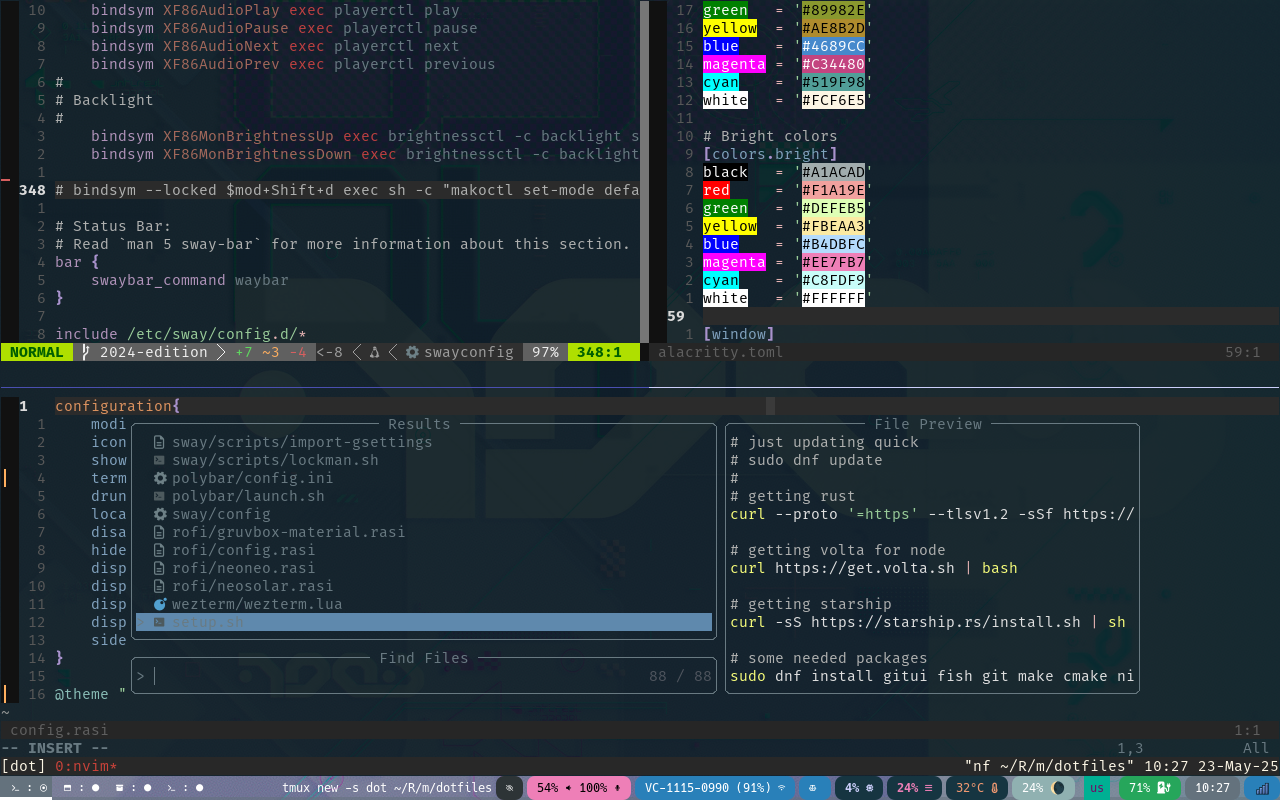 10 bindsym XF86AudioPlay exec playerctl play
9 bindsym XF86AudioPause exec playerctl pause
8 bindsym XF86AudioNext exec playerctl next
7 bindsym XF86AudioPrev exec playerctl previous
6 #
5 # Backlight
4 #
3 bindsym XF86MonBrightnessUp exec brightnessctl -c backlight s
2 bindsym XF86MonBrightnessDown exec brightnessctl -c backlight
1
348 # bindsym --locked $mod+Shift+d exec sh -c "makoctl set-mode defa
1
2 # Status Bar:
3 # Read `man 5 sway-bar` for more information about this section.
4 bar {
5 swaybar_command waybar
6 }
7
8 include /etc/sway/config.d/*
NORMAL 2024-edition +7 ~3 -4 <-8 swayconfig 97% 348:1
17 green = '#89982E'
16 yellow = '#AE8B2D'
15 blue = '#4689CC'
14 magenta = '#C34480'
13 cyan = '#519F98'
12 white = '#FCF6E5'
11
10 # Bright colors
9 [colors.bright]
8 black = '#A1ACAD'
7 red = '#F1A19E'
6 green = '#DEFEB5'
5 yellow = '#FBEAA3'
4 blue = '#B4DBFC'
3 magenta = '#EE7FB7'
2 cyan = '#C8FDF9'
1 white = '#FFFFFF'
59
1 [window]
alacritty.toml 59:1
1 configuration{
1 modi
2 icon
3 show
4 term
5 drun
6 loca
7 disa
8 hide
9 disp
10 disp
11 disp
12 disp
13 side
14 }
15
16 @theme "
~
Results
sway/scripts/import-gsettings
sway/scripts/lockman.sh
polybar/config.ini
polybar/launch.sh
sway/config
rofi/gruvbox-material.rasi
rofi/config.rasi
rofi/neoneo.rasi
rofi/neosolar.rasi
wezterm/wezterm.lua
> setup.sh
Find Files
> 88 / 88
File Preview
# just updating quick
# sudo dnf update
#
# getting rust
curl --proto '=https' --tlsv1.2 -sSf https://
# getting volta for node
curl https://get.volta.sh | bash
# getting starship
curl -sS https://starship.rs/install.sh | sh
# some needed packages
sudo dnf install gitui fish git make cmake ni
config.rasi 1:1
-- INSERT -- 1,3 All
[dot] 0:nvim* "nf ~/R/m/dotfiles" 10:27 23-May-25
tmux new -s dot ~/R/m/dotfiles 54% 100% VC-1115-0990 (91%) 4% 24% 32°C 24% us 71% 10:27